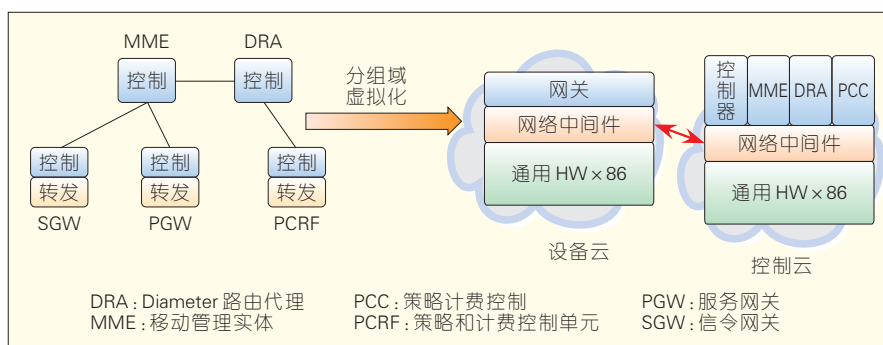 MME
DRA
控制
控制
控制
转发
SGW
控制
转发
PGW
控制
转发
PCRF
分组域
虚拟化
网关
网络中间件
通用 HW×86
设备云
控制器
MME
DRA
PCC
网络中间件
通用 HW×86
控制云
DRA:Diameter 路由代理
MME:移动管理实体
PCC:策略计费控制
PCRF:策略和计费控制单元
PGW:服务网关
SGW:信令网关